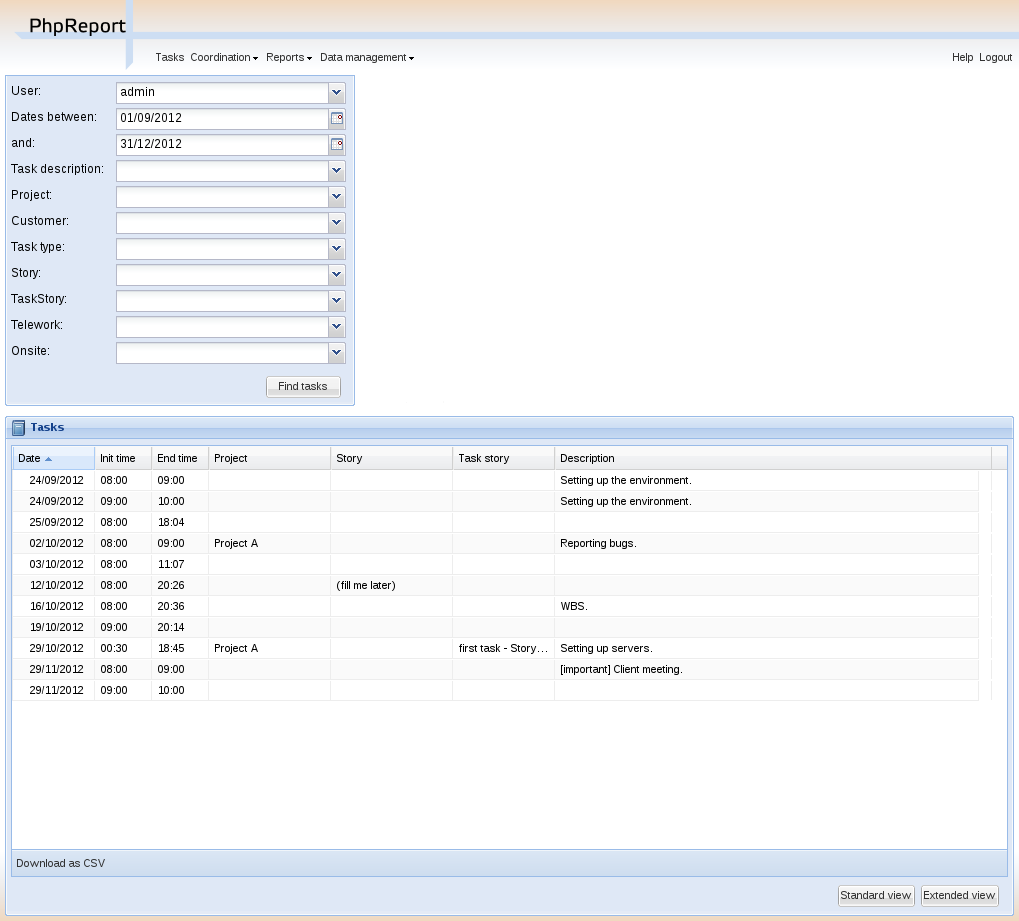 PhpReport
Tasks Coordination Reports Data management Help Logout
User: admin
Dates between: 01/09/2012
and: 31/12/2012
Task description:
Project:
Customer:
Task type:
Story:
TaskStory:
Telework:
Onsite:
Find tasks
Tasks
Date Init time End time Project Story Task story Description
24/09/2012 08:00 09:00 Setting up the environment.
24/09/2012 09:00 10:00 Setting up the environment.
25/09/2012 08:00 18:04
02/10/2012 08:00 09:00 Project A Reporting bugs.
03/10/2012 08:00 11:07
12/10/2012 08:00 20:26 (fill me later)
16/10/2012 08:00 20:36 WBS.
19/10/2012 09:00 20:14
29/10/2012 00:30 18:45 Project A first task - Story... Setting up servers.
29/11/2012 08:00 09:00 [important] Client meeting.
29/11/2012 09:00 10:00
Download as CSV
Standard view Extended view